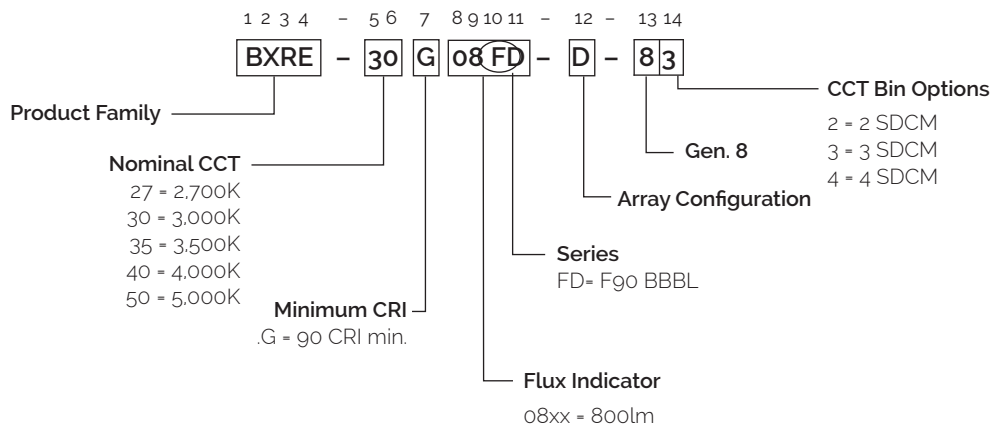 1 2 3 4 – 5 6 7 8 9 10 11 – 12 – 13 14
BXRE – 30 G 08 FD – D – 8 3
Product Family
Nominal CCT
27 = 2,700K
30 = 3,000K
35 = 3,500K
40 = 4,000K
50 = 5,000K
Minimum CRI
.G = 90 CRI min.
Flux Indicator
08xx = 800lm
Series
FD= F90 BBBL
Array Configuration
Gen. 8
CCT Bin Options
2 = 2 SDCM
3 = 3 SDCM
4 = 4 SDCM